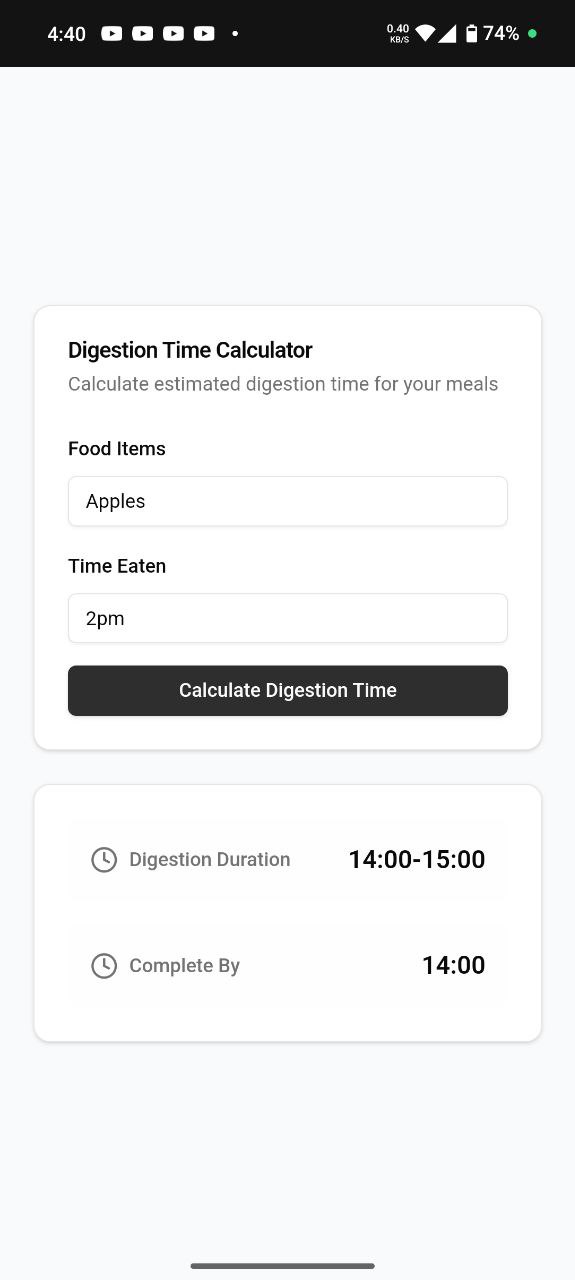 4:40
0.40
KB/S
74%
Digestion Time Calculator
Calculate estimated digestion time for your meals
Food Items
Apples
Time Eaten
2pm
Calculate Digestion Time
Digestion Duration 14:00-15:00
Complete By 14:00